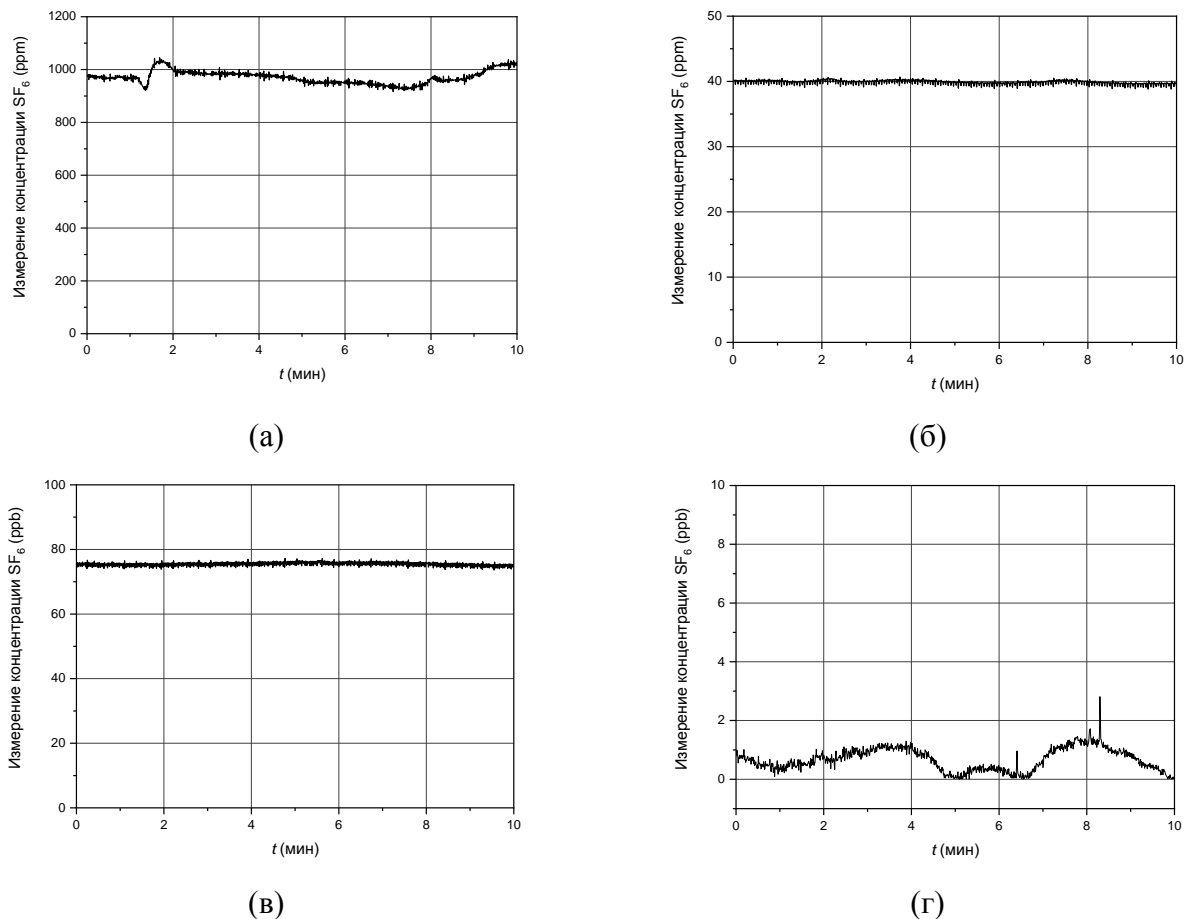 Измерение концентрации SF6 (ppm)
1200
1000
800
600
400
200
0
0 2 4 6 8 10
t (мин)
(а)
Измерение концентрации SF6 (ppm)
50
40
30
20
10
0
0 2 4 6 8 10
t (мин)
(б)
Измерение концентрации SF6 (ppb)
100
80
60
40
20
0
0 2 4 6 8 10
t (мин)
(в)
Измерение концентрации SF6 (ppb)
10
8
6
4
2
0
0 2 4 6 8 10
t (мин)
(г)